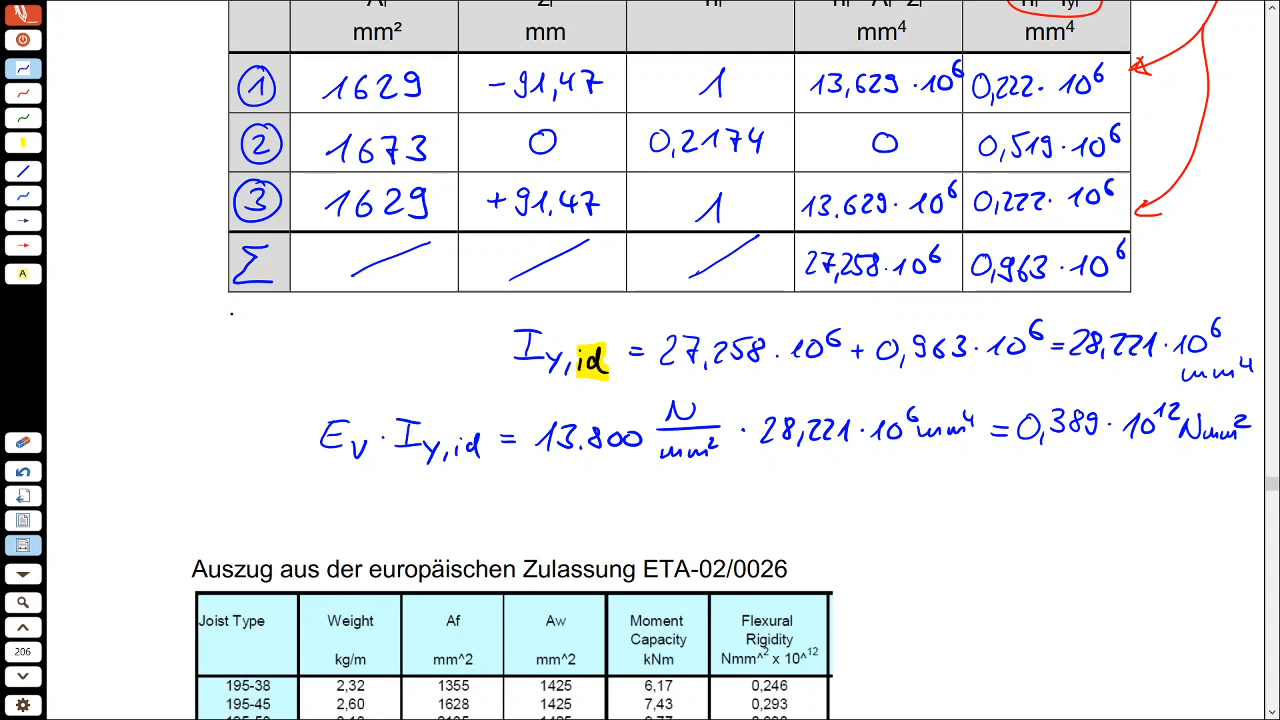 mm² mm mm⁴ mm⁴
1 1629 -91,47 1 13,629 · 10⁶ 0,222 · 10⁶
2 1673 0 0,2174 0 0,519 · 10⁶
3 1629 +91,47 1 13.629 · 10⁶ 0,222 · 10⁶
Σ 27,258 · 10⁶ 0,963 · 10⁶
I y,id = 27,258 · 10⁶ + 0,963 · 10⁶ = 28,221 · 10⁶ mm⁴
E v · I y,id = 13.800 N/mm² · 28,221 · 10⁶ mm⁴ = 0,389 · 10¹² Nmm²
Auszug aus der europäischen Zulassung ETA-02/0026
Joist Type Weight Af Aw Moment Flexural
Capacity Rigidity
kg/m mm^2 mm^2 kNm Nmm^2 x 10^12
195-38 2,32 1355 1425 6,17 0,246
195-45 2,60 1628 1425 7,43 0,293
A
206